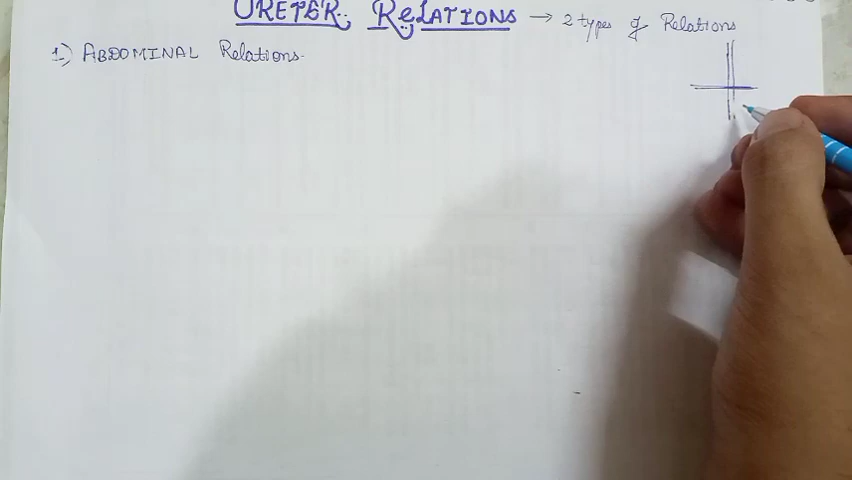 URETER RELATIONS → 2 types of Relations
1) ABDOMINAL Relations.